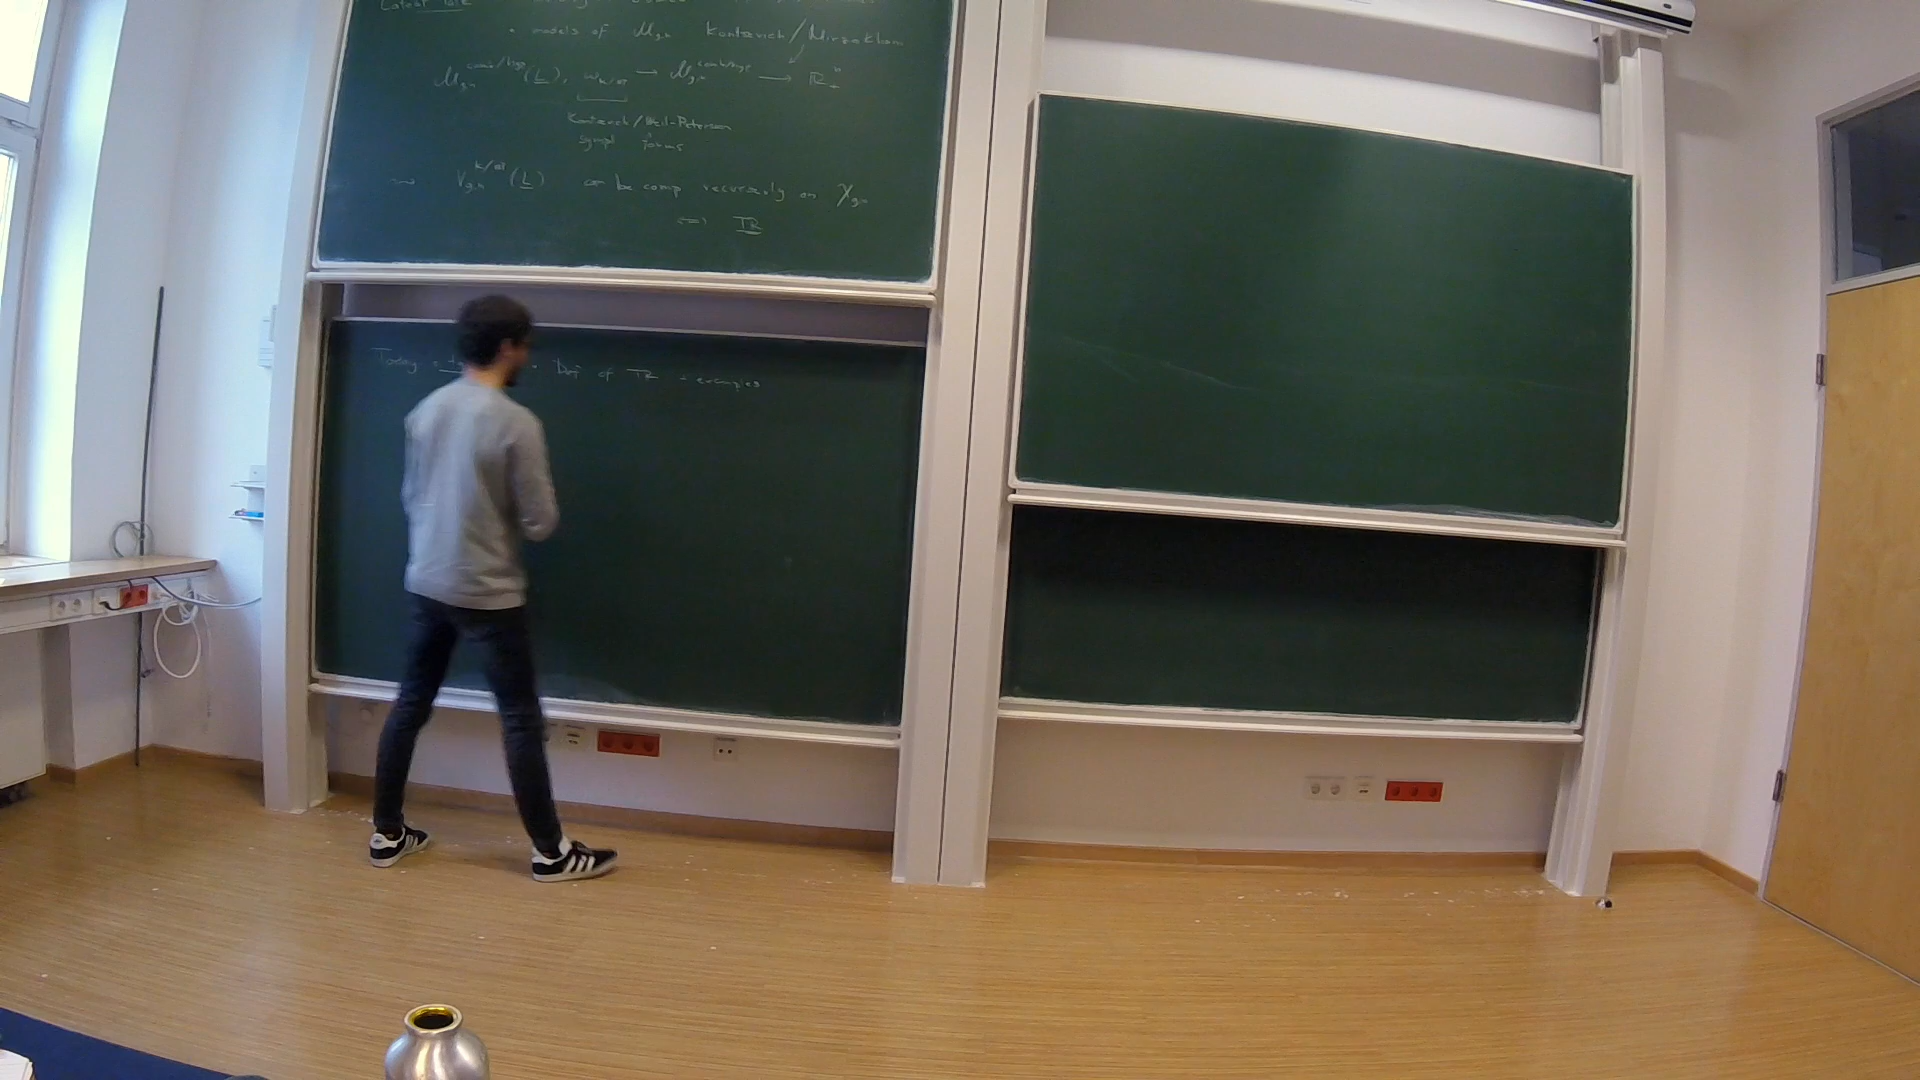 Latest talk
• models of M_{g,n} Kontsevich/Mirzakhani
M_{g,n}^{comb/hyp}(L), ω_{K/WP} → M_{g,n}^{comb/hyp} → R_+^n
Kontsevich/Weil-Petersson
sympl forms
⇝ V_{g,n}^{K/WP}(L) can be comp recursively on χ_{g,n}
⟺ TR
Today • Def of TR - examples